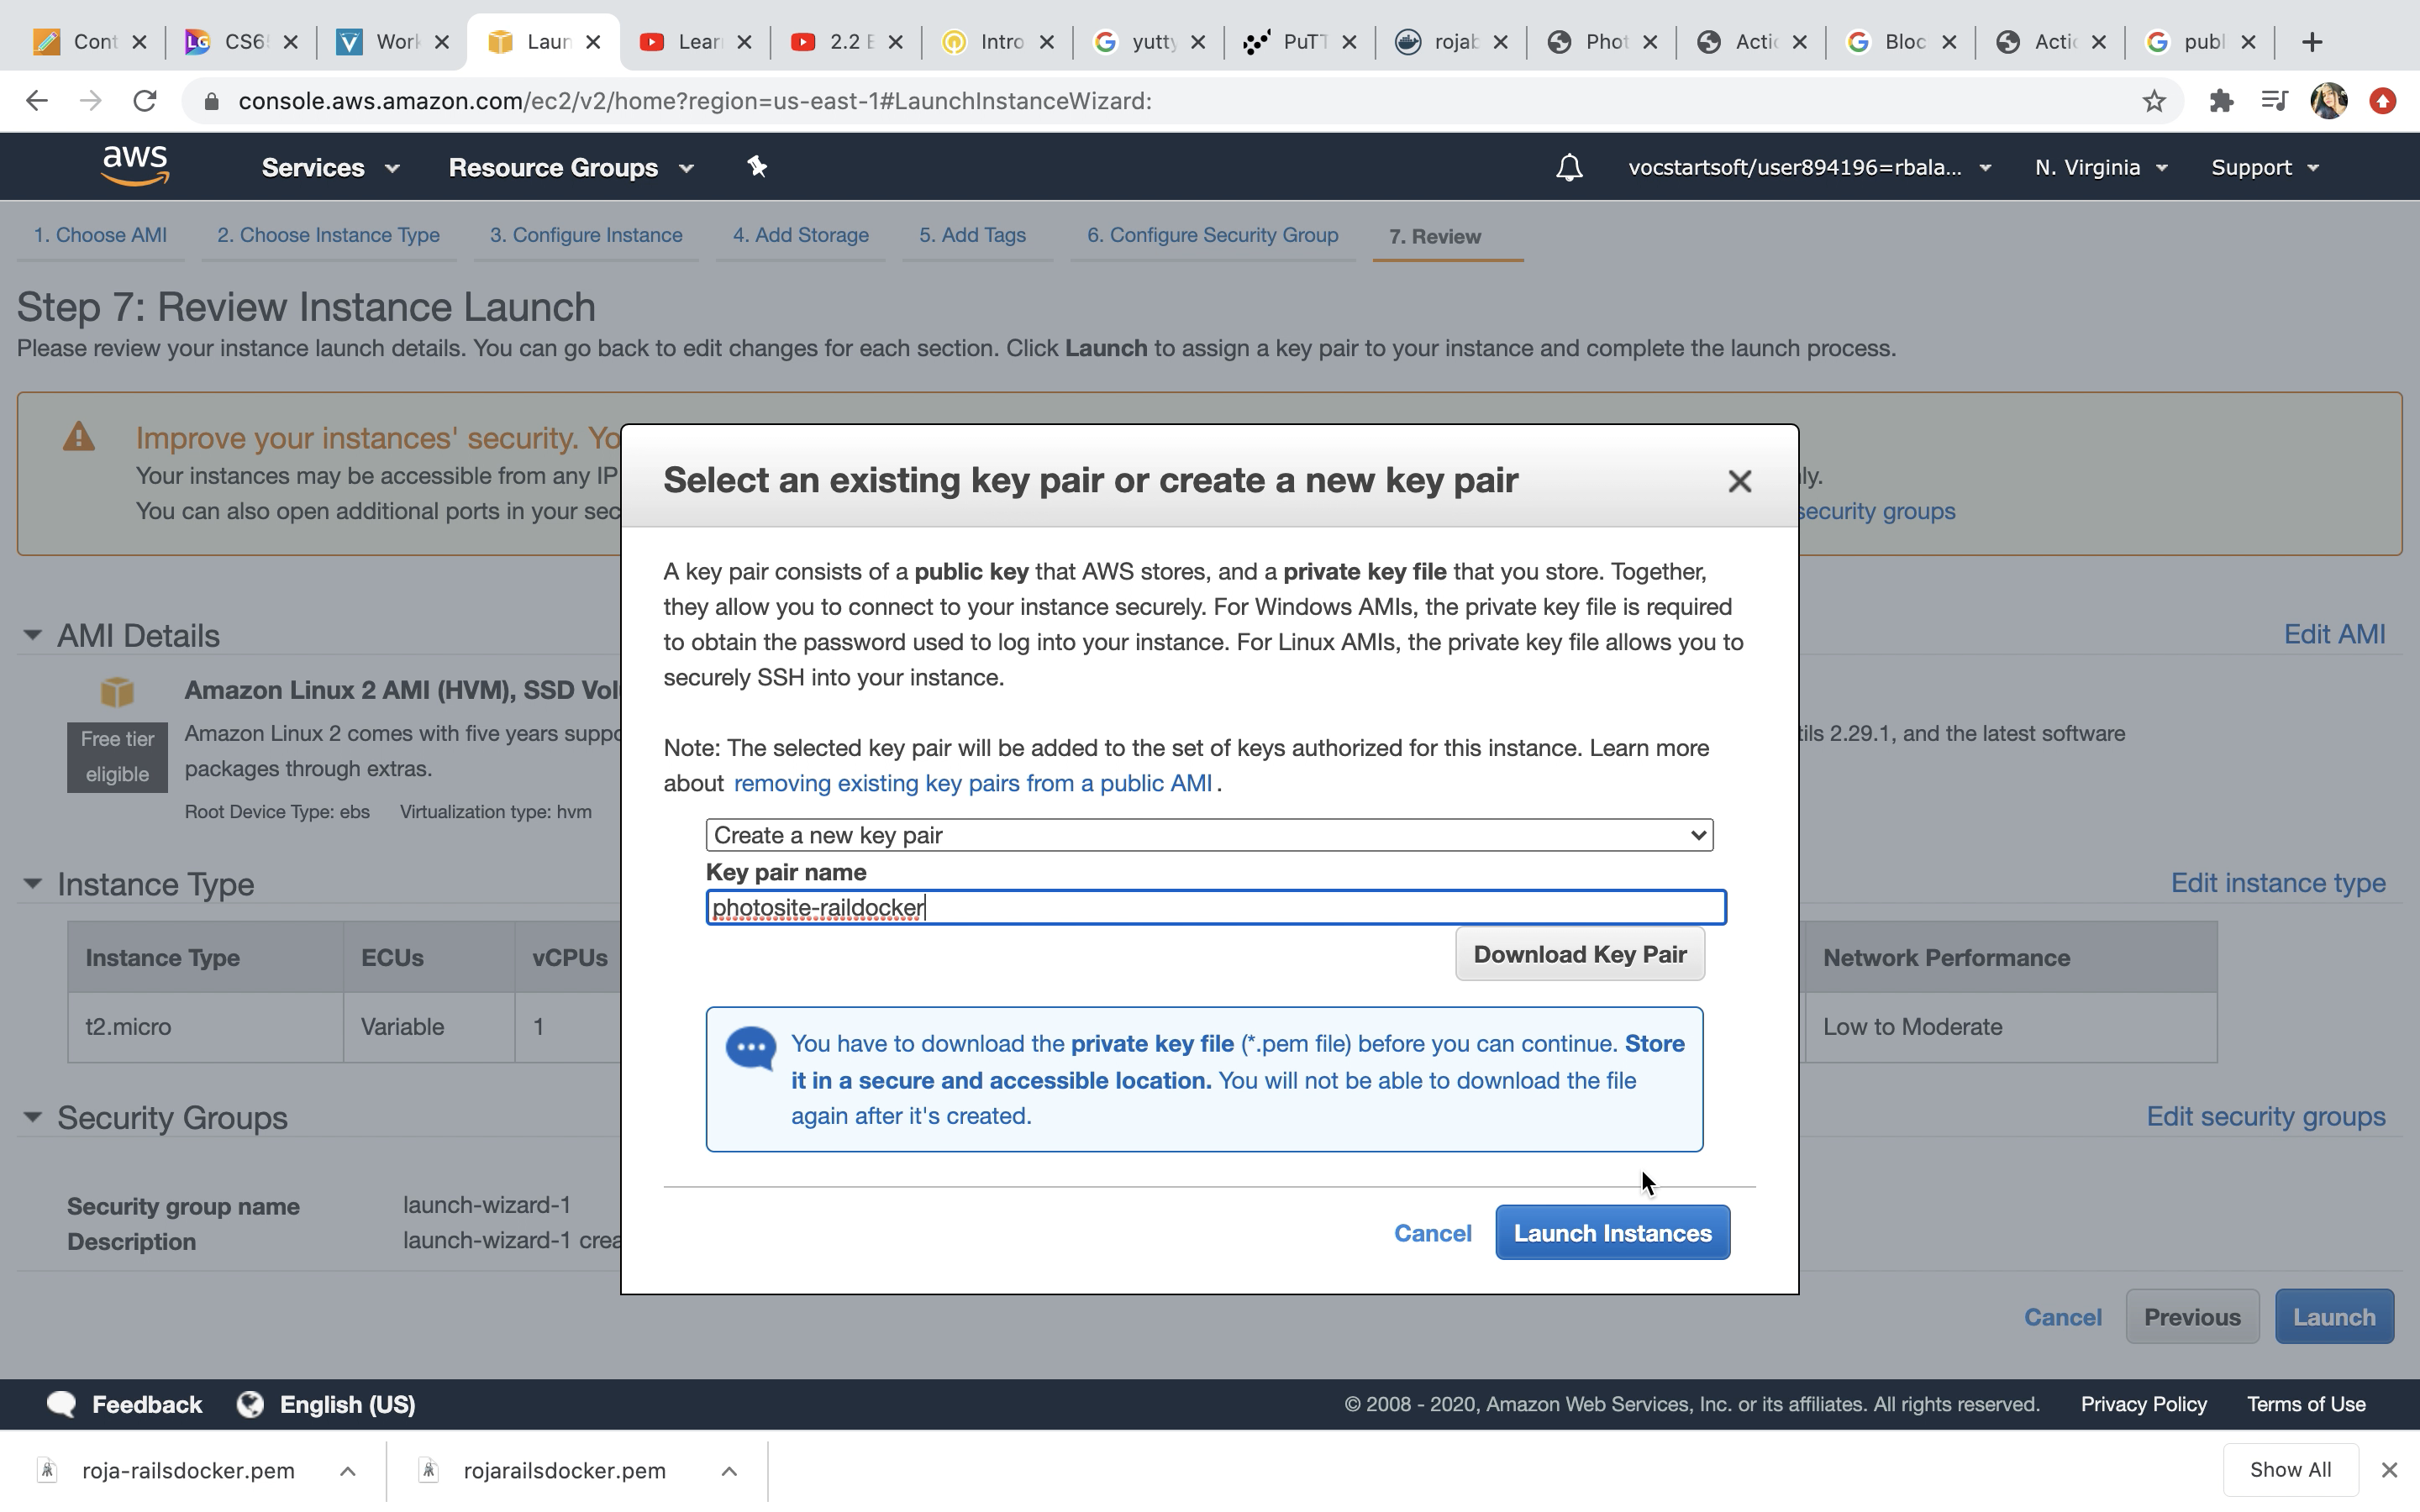 Cont
CS6
Work
Laun
Lear
2.2 E
Intro
yutty
PuTT
rojab
Phot
Actic
Bloc
Actic
publ
console.aws.amazon.com/ec2/v2/home?region=us-east-1#LaunchInstanceWizard:
aws Services Resource Groups vocstartsoft/user894196=rbala... N. Virginia Support
1. Choose AMI 2. Choose Instance Type 3. Configure Instance 4. Add Storage 5. Add Tags 6. Configure Security Group 7. Review
Step 7: Review Instance Launch
Please review your instance launch details. You can go back to edit changes for each section. Click Launch to assign a key pair to your instance and complete the launch process.
Improve your instances' security. Yo
Your instances may be accessible from any IP
ly.
You can also open additional ports in your sec
security groups
Select an existing key pair or create a new key pair
A key pair consists of a public key that AWS stores, and a private key file that you store. Together,
they allow you to connect to your instance securely. For Windows AMIs, the private key file is required
to obtain the password used to log into your instance. For Linux AMIs, the private key file allows you to
securely SSH into your instance.
Note: The selected key pair will be added to the set of keys authorized for this instance. Learn more
about removing existing key pairs from a public AMI .
Create a new key pair
Key pair name
photosite-raildocker
Download Key Pair
You have to download the private key file (*.pem file) before you can continue. Store
it in a secure and accessible location. You will not be able to download the file
again after it's created.
Cancel Launch Instances
AMI Details
Edit AMI
Amazon Linux 2 AMI (HVM), SSD Vol
Free tier
eligible
Amazon Linux 2 comes with five years suppo
tils 2.29.1, and the latest software
packages through extras.
Root Device Type: ebs Virtualization type: hvm
Instance Type
Edit instance type
Instance Type ECUs vCPUs Network Performance
t2.micro Variable 1 Low to Moderate
Security Groups
Edit security groups
Security group name launch-wizard-1
Description launch-wizard-1 crea
Cancel Previous Launch
Feedback English (US) © 2008 - 2020, Amazon Web Services, Inc. or its affiliates. All rights reserved. Privacy Policy Terms of Use
roja-railsdocker.pem rojarailsdocker.pem Show All